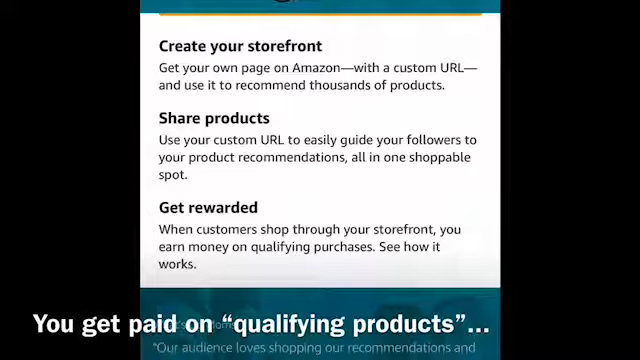 Create your storefront
Get your own page on Amazon—with a custom URL—
and use it to recommend thousands of products.
Share products
Use your custom URL to easily guide your followers to
your product recommendations, all in one shoppable
spot.
Get rewarded
When customers shop through your storefront, you
earn money on qualifying purchases. See how it
works.
You get paid on “qualifying products”...
"Our audience loves shopping our recommendations and